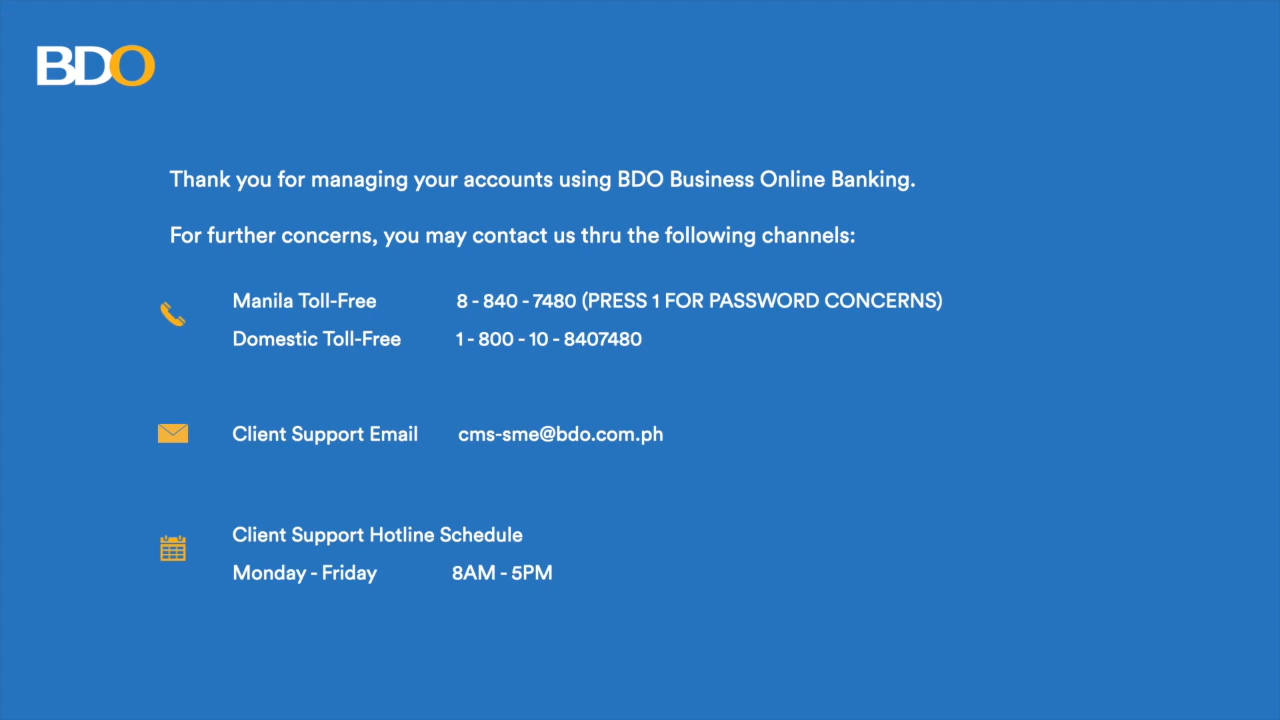 BDO
Thank you for managing your accounts using BDO Business Online Banking.
For further concerns, you may contact us thru the following channels:
Manila Toll-Free 8 - 840 - 7480 (PRESS 1 FOR PASSWORD CONCERNS)
Domestic Toll-Free 1 - 800 - 10 - 8407480
Client Support Email cms-sme@bdo.com.ph
Client Support Hotline Schedule
Monday - Friday 8AM - 5PM